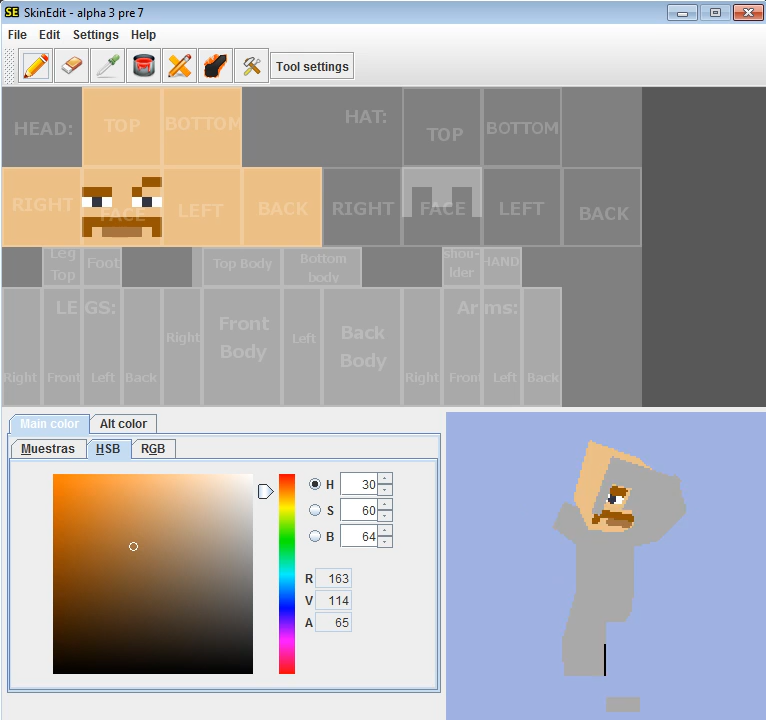 SE SkinEdit - alpha 3 pre 7
File Edit Settings Help
Tool settings
HEAD: TOP BOTTOM HAT: TOP BOTTOM
RIGHT FACE LEFT BACK RIGHT FACE LEFT BACK
Leg Top Foot Top Body Bottom body shou-lder HAND
LEGS: Arms:
Right Front Body Left Back Body
Right Front Left Back Right Front Left Back
Main color Alt color
Muestras HSB RGB
H 30
S 60
B 64
R 163
V 114
A 65